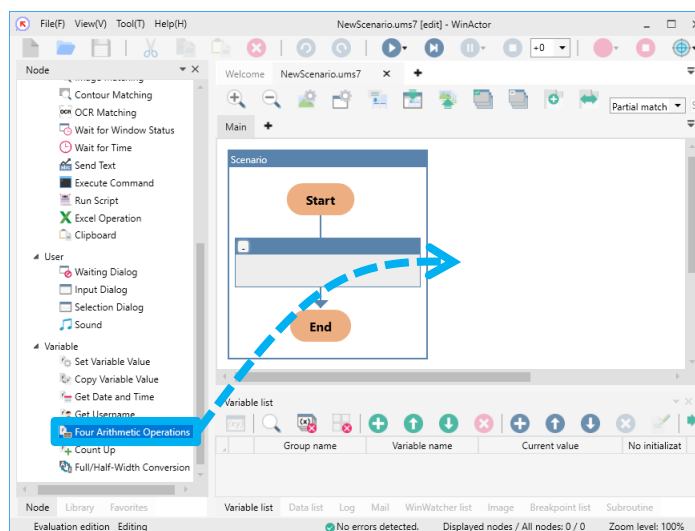 File(F) View(V) Tool(T) Help(H)
NewScenario.ums7 [edit] - WinActor
+0
Node
Contour Matching
OCR Matching
Wait for Window Status
Wait for Time
Send Text
Execute Command
Run Script
Excel Operation
Clipboard
User
Waiting Dialog
Input Dialog
Selection Dialog
Sound
Variable
Set Variable Value
Copy Variable Value
Get Date and Time
Get Username
Four Arithmetic Operations
Count Up
Full/Half-Width Conversion
Node Library Favorites
Welcome NewScenario.ums7
Partial match
Main
Scenario
Start
End
Variable list
Group name Variable name Current value No initializat
Variable list Data list Log Mail WinWatcher list Image Breakpoint list Subroutine
Evaluation edition Editing
No errors detected. Displayed nodes / All nodes: 0 / 0 Zoom level: 100%